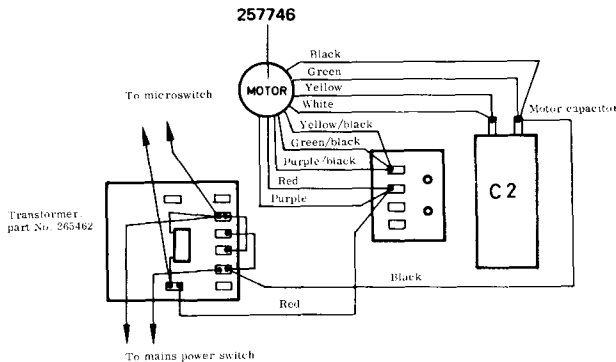 257746
Black
Green
MOTOR
Yellow
White
To microswitch
Motor capacitor
Yellow/black
Green/black
Purple/black
Red
Purple
C2
Transformer.
part No. 265462
Black
Red
To mains power switch